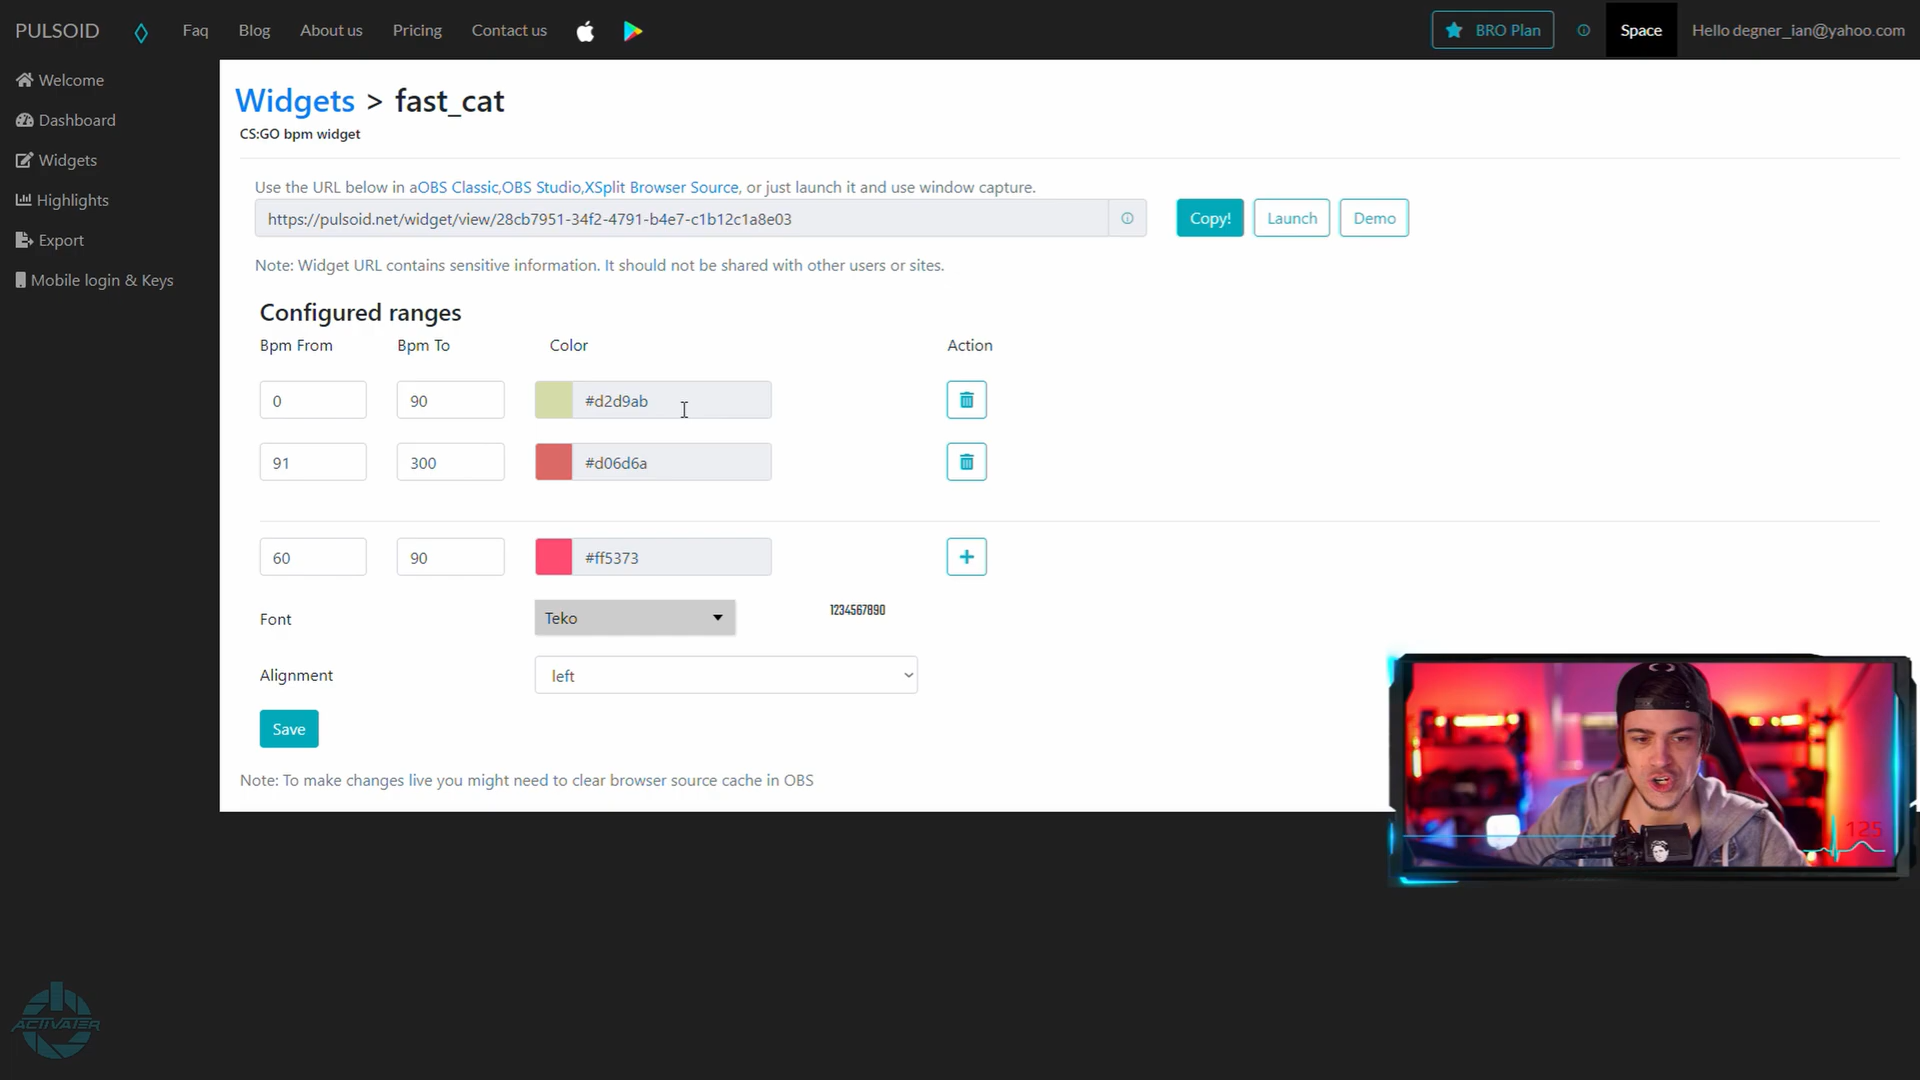 PULSOID Faq Blog About us Pricing Contact us BRO Plan Space Hello degner_ian@yahoo.com
Welcome
Dashboard
Widgets
Highlights
Export
Mobile login & Keys
Widgets > fast_cat
CS:GO bpm widget
Use the URL below in aOBS Classic,OBS Studio,XSplit Browser Source, or just launch it and use window capture.
https://pulsoid.net/widget/view/28cb7951-34f2-4791-b4e7-c1b12c1a8e03 Copy! Launch Demo
Note: Widget URL contains sensitive information. It should not be shared with other users or sites.
Configured ranges
Bpm From Bpm To Color Action
0 90 #d2d9ab
91 300 #d06d6a
60 90 #ff5373 +
Font Teko 1234567890
Alignment left
Save
Note: To make changes live you might need to clear browser source cache in OBS
125
ACTIVATER